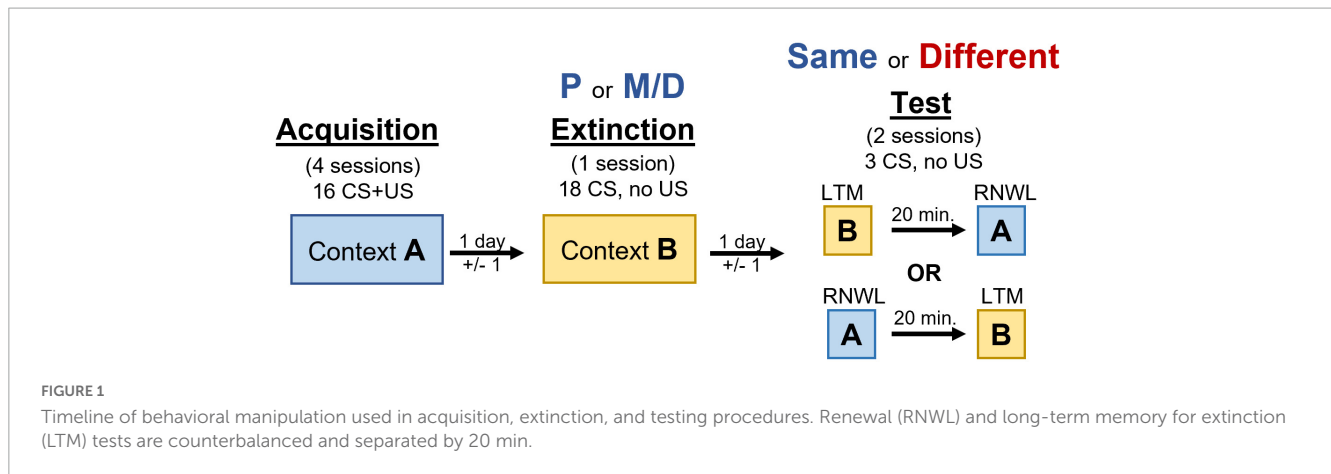 Same or Different
P or M/D
Test
Acquisition
Extinction
(2 sessions)
(4 sessions)
(1 session)
3 CS, no US
16 CS+US
18 CS, no US
LTM
RNWL
Context A
1 day
+/- 1
Context B
1 day
+/- 1
B
20 min.
A
OR
RNWL
LTM
A
20 min.
B
FIGURE 1
Timeline of behavioral manipulation used in acquisition, extinction, and testing procedures. Renewal (RNWL) and long-term memory for extinction
(LTM) tests are counterbalanced and separated by 20 min.